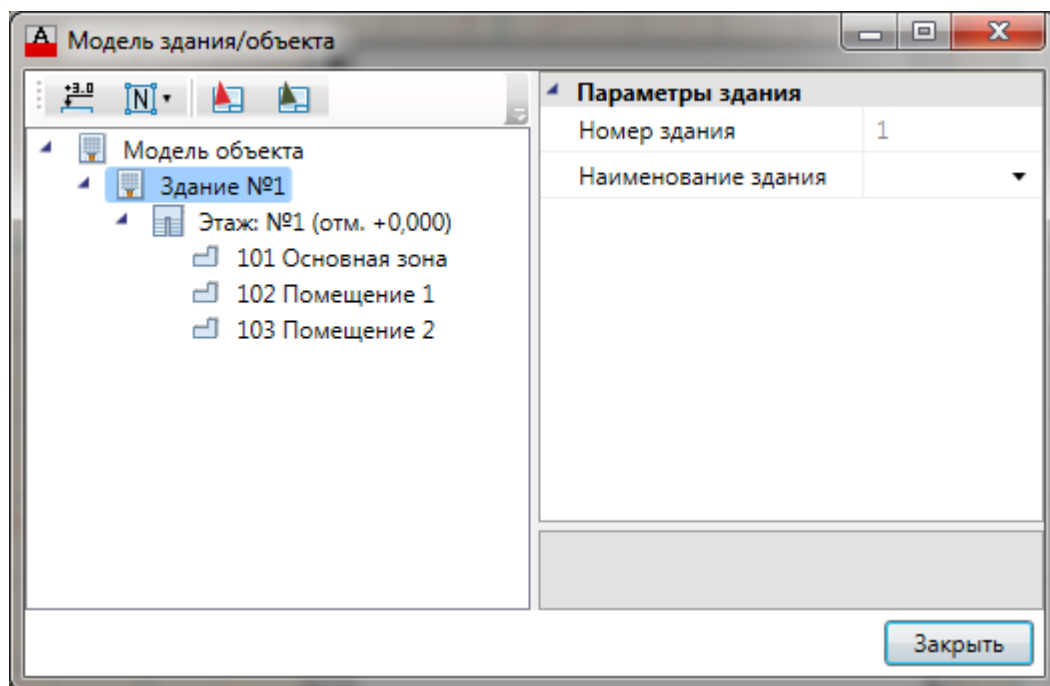 A Модель здания/объекта
+3.0
N
Модель объекта
Здание №1
Этаж: №1 (отм. +0,000)
101 Основная зона
102 Помещение 1
103 Помещение 2
Параметры здания
Номер здания 1
Наименование здания
Закрыть